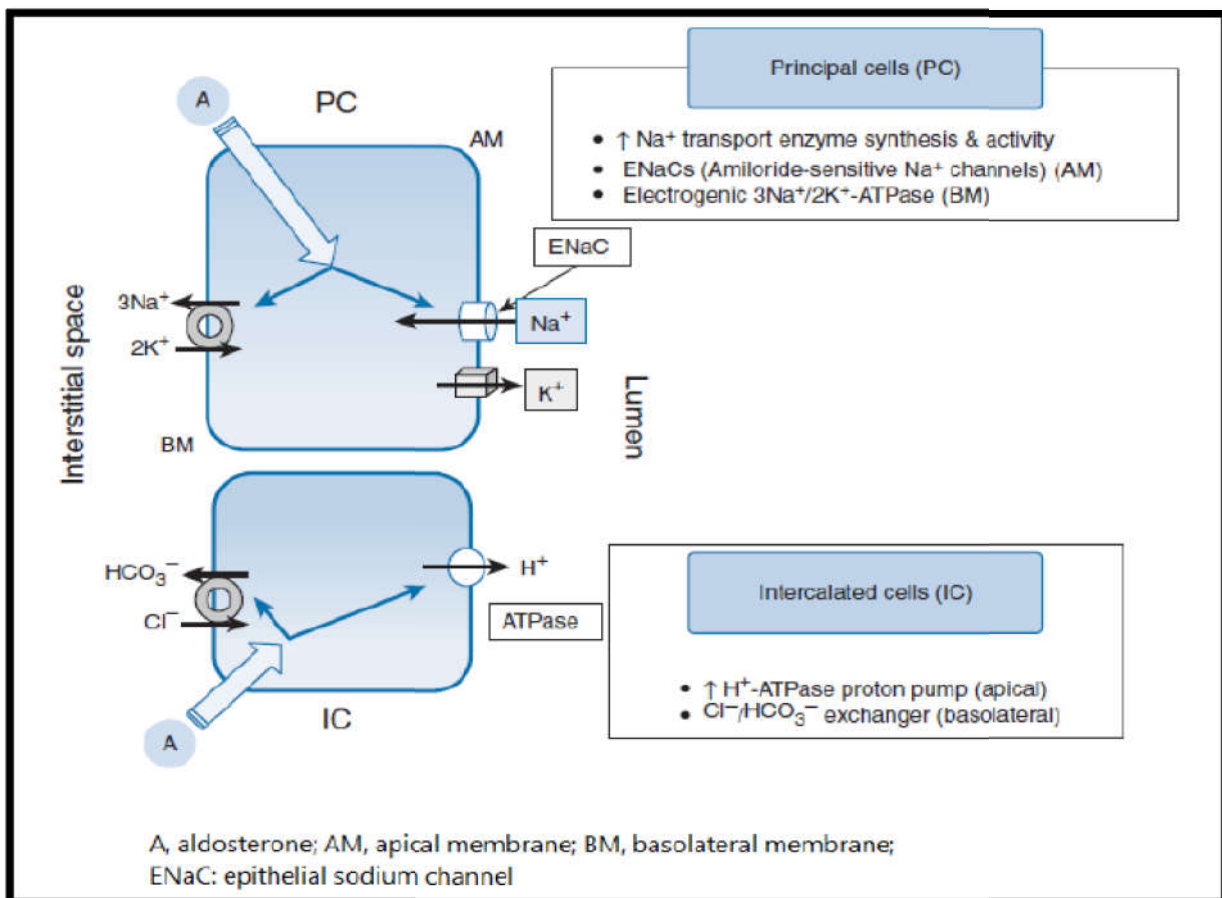 Principal cells (PC)
• ↑ Na⁺ transport enzyme synthesis & activity
• ENaCs (Amiloride-sensitive Na⁺ channels) (AM)
• Electrogenic 3Na⁺/2K⁺-ATPase (BM)
A
PC
AM
ENaC
3Na⁺
2K⁺
Na⁺
K⁺
Interstitial space
Lumen
BM
HCO₃⁻
Cl⁻
H⁺
ATPase
IC
A
Intercalated cells (IC)
• ↑ H⁺-ATPase proton pump (apical)
• Cl⁻/HCO₃⁻ exchanger (basolateral)
A, aldosterone; AM, apical membrane; BM, basolateral membrane;
ENaC: epithelial sodium channel